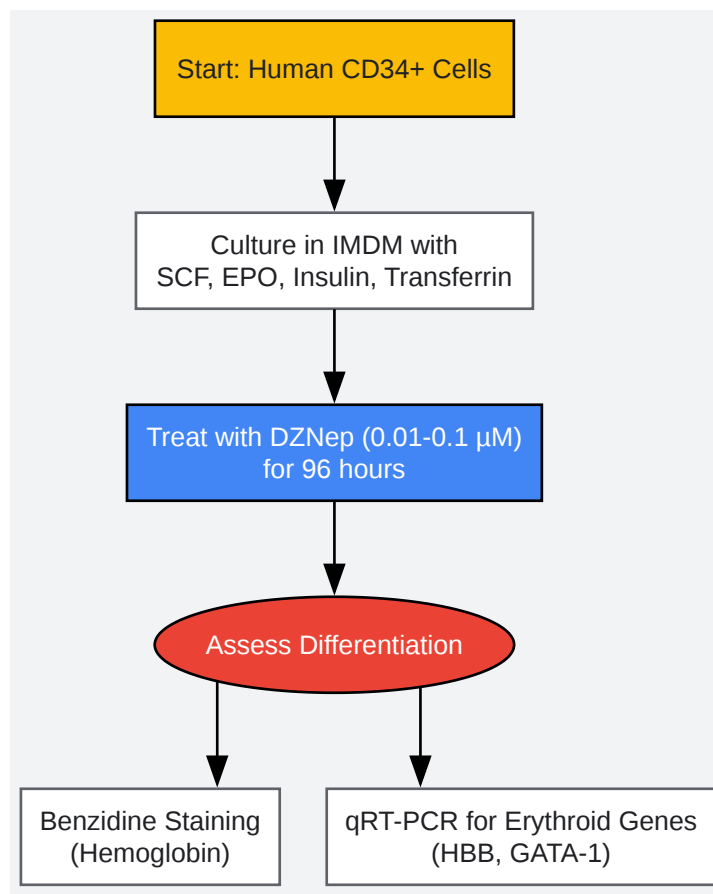 Start: Human CD34+ Cells
Culture in IMDM with
SCF, EPO, Insulin, Transferrin
Treat with DZNep (0.01-0.1 µM)
for 96 hours
Assess Differentiation
Benzidine Staining
(Hemoglobin)
qRT-PCR for Erythroid Genes
(HBB, GATA-1)